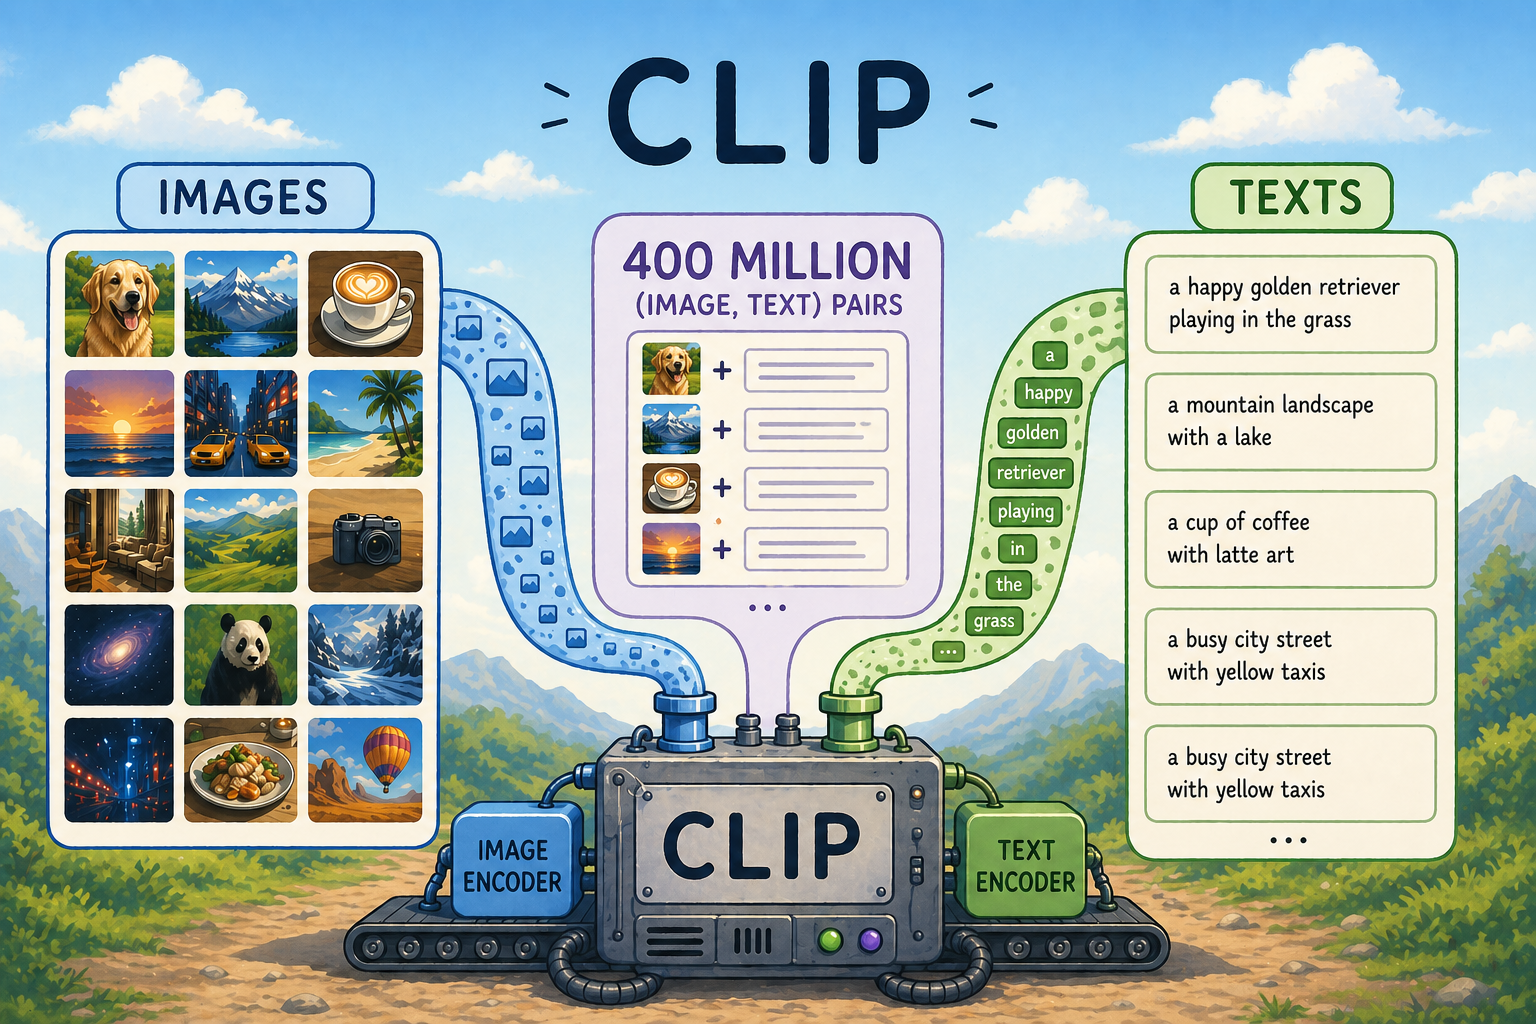 CLIP
IMAGES
400 MILLION
(IMAGE, TEXT) PAIRS
+
+
+
+
...
a
happy
golden
retriever
playing
in
the
grass
...
TEXTS
a happy golden retriever
playing in the grass
a mountain landscape
with a lake
a cup of coffee
with latte art
a busy city street
with yellow taxis
a busy city street
with yellow taxis
...
IMAGE
ENCODER
CLIP
TEXT
ENCODER